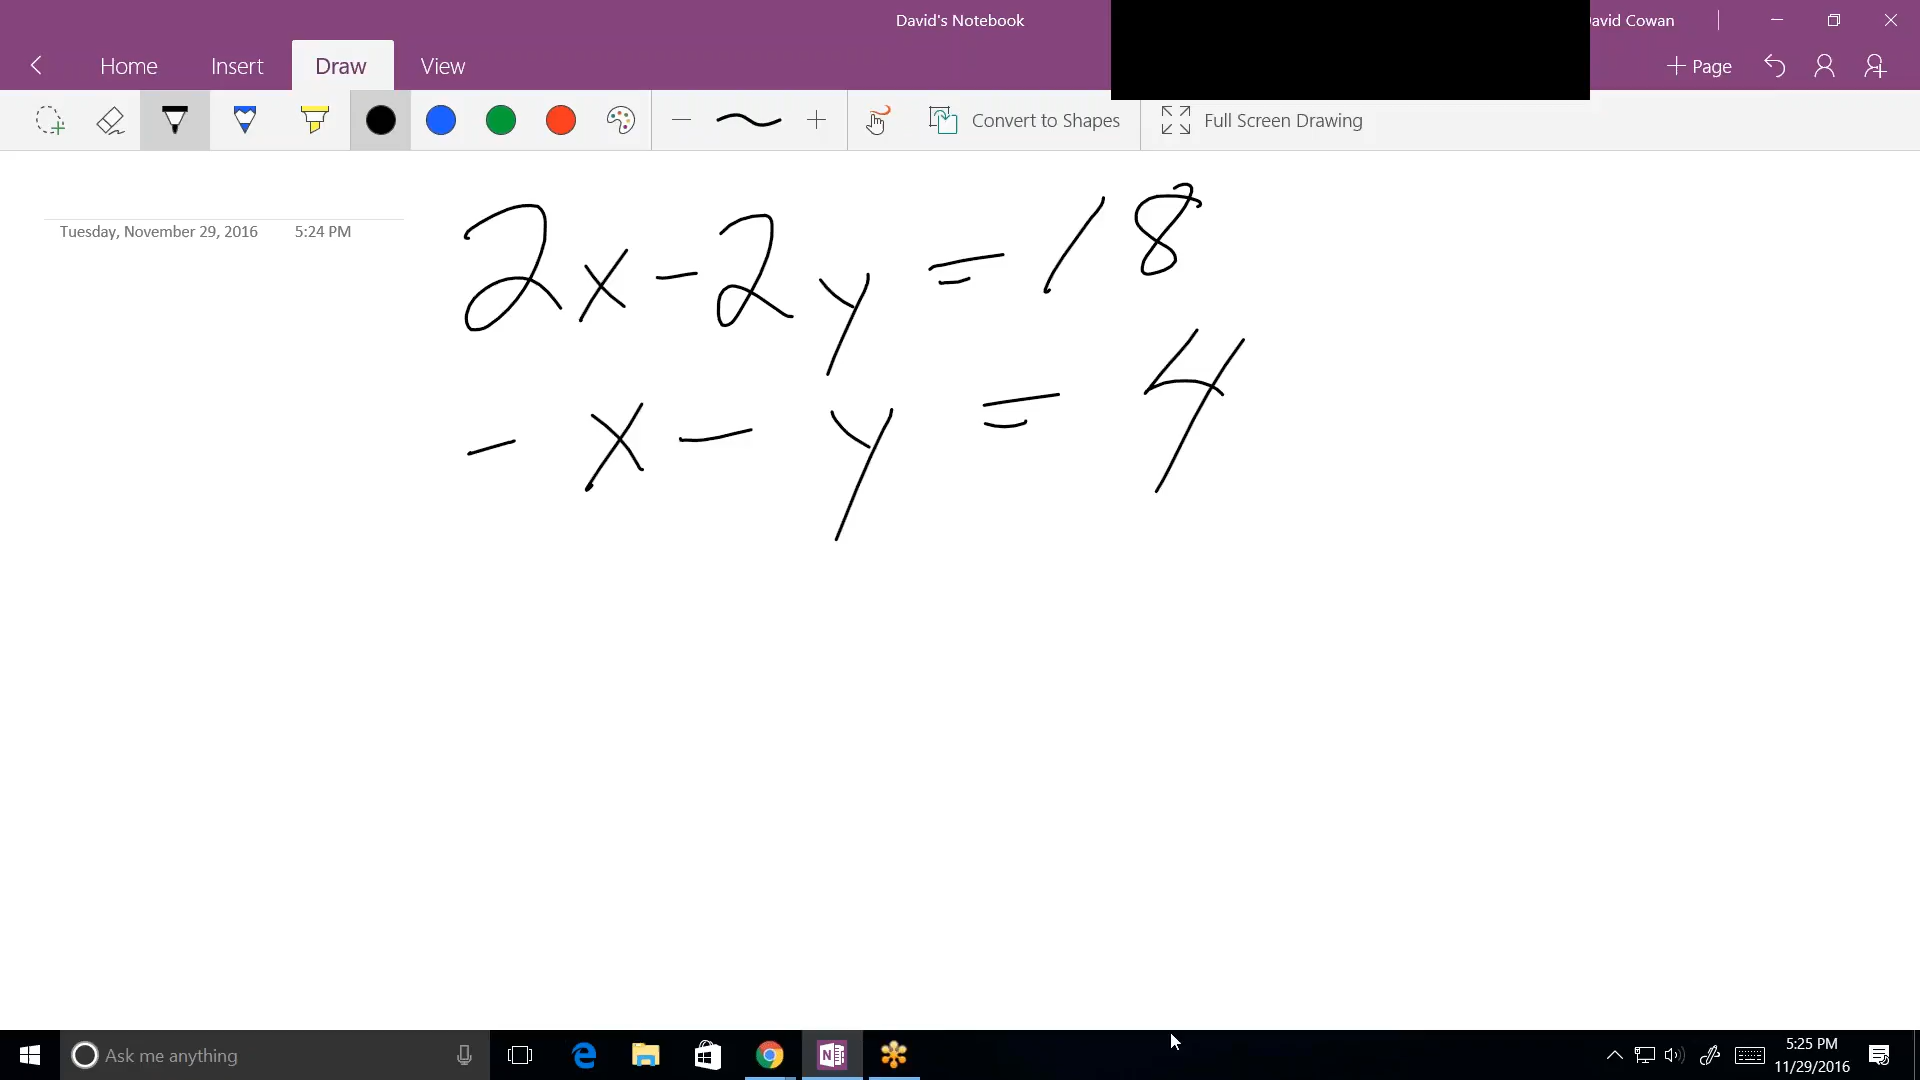 David's Notebook
avid Cowan
Home Insert Draw View
Page
Convert to Shapes Full Screen Drawing
Tuesday, November 29, 2016 5:24 PM
2x-2y=18
-x-y=4
Ask me anything
5:25 PM
11/29/2016